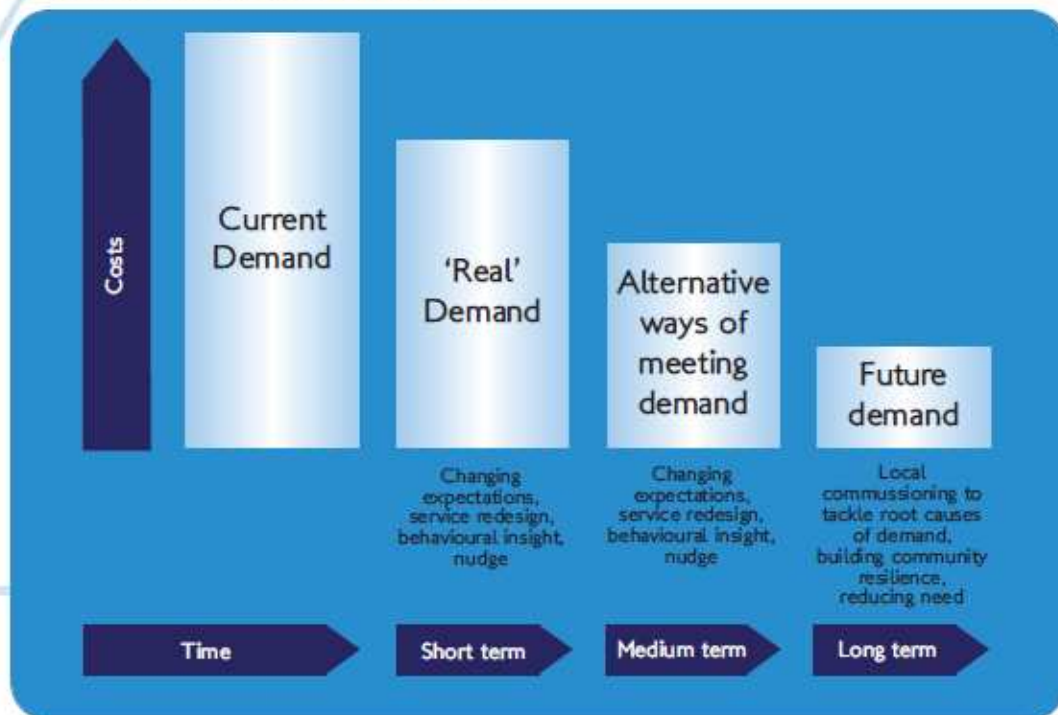 Costs
Current
Demand
‘Real’
Demand
Alternative
ways of
meeting
demand
Future
demand
Changing
expectations,
service redesign,
behavioural insight,
nudge
Changing
expectations,
service redesign,
behavioural insight,
nudge
Local
commussioning to
tackle root causes
of demand,
building community
resilience,
reducing need
Time
Short term
Medium term
Long term